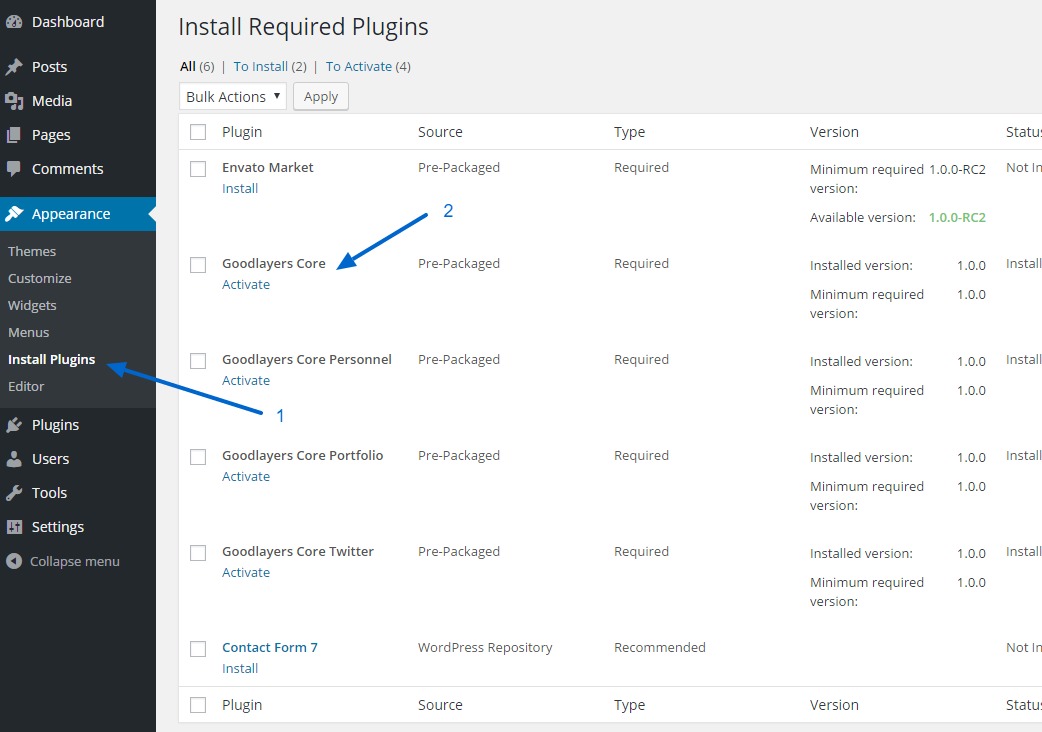 Dashboard
Posts
Media
Pages
Comments
Appearance
Themes
Customize
Widgets
Menus
Install Plugins
Editor
Plugins
Users
Tools
Settings
Collapse menu
Install Required Plugins
All (6) | To Install (2) | To Activate (4)
Bulk Actions Apply
Plugin Source Type Version Status
Envato Market Pre-Packaged Required Minimum required 1.0.0-RC2 Not In
Install version:
Available version: 1.0.0-RC2
2
Goodlayers Core Pre-Packaged Required Installed version: 1.0.0 Install
Activate Minimum required 1.0.0
version:
Goodlayers Core Personnel Pre-Packaged Required Installed version: 1.0.0 Install
Activate Minimum required 1.0.0
version:
1
Goodlayers Core Portfolio Pre-Packaged Required Installed version: 1.0.0 Install
Activate Minimum required 1.0.0
version:
Goodlayers Core Twitter Pre-Packaged Required Installed version: 1.0.0 Install
Activate Minimum required 1.0.0
version:
Contact Form 7 WordPress Repository Recommended Not In
Install
Plugin Source Type Version Status